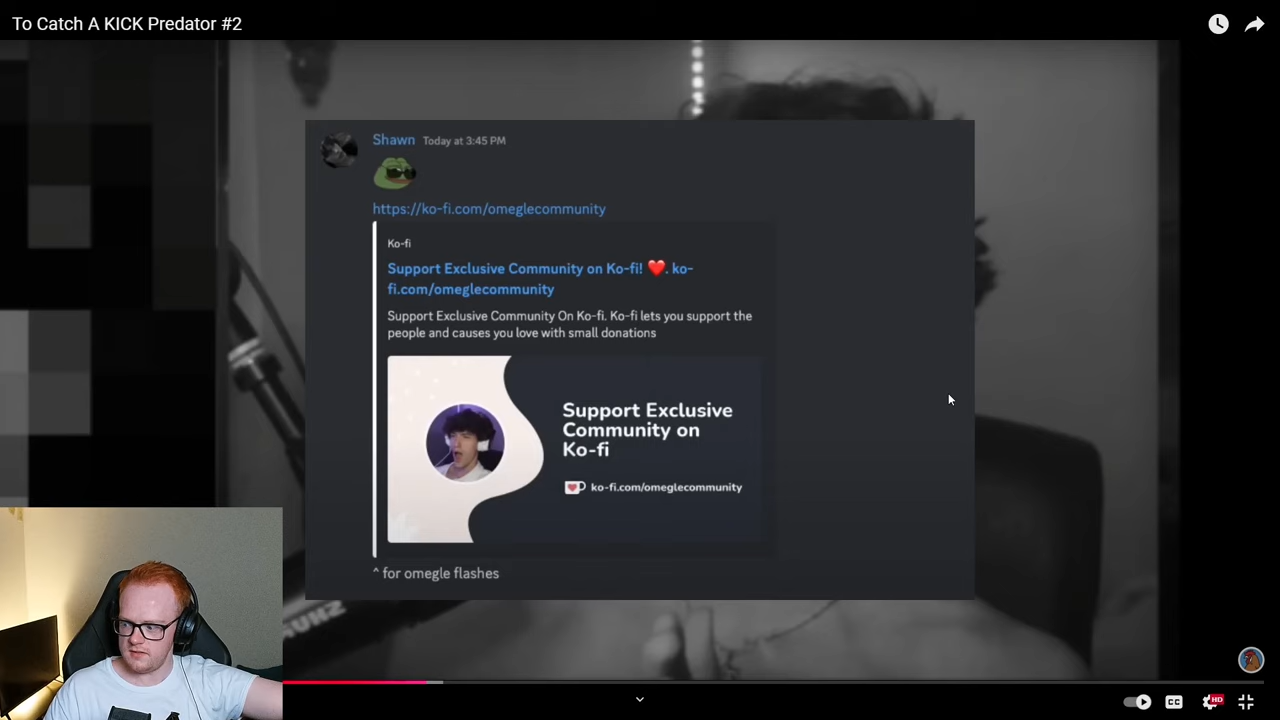 To Catch A KICK Predator #2
Shawn Today at 3:45 PM
https://ko-fi.com/omeglecommunity
Ko-fi
Support Exclusive Community on Ko-fi! ❤️. ko-
fi.com/omeglecommunity
Support Exclusive Community On Ko-fi. Ko-fi lets you support the
people and causes you love with small donations
Support Exclusive
Community on
Ko-fi
ko-fi.com/omeglecommunity
^ for omegle flashes
CC
HD